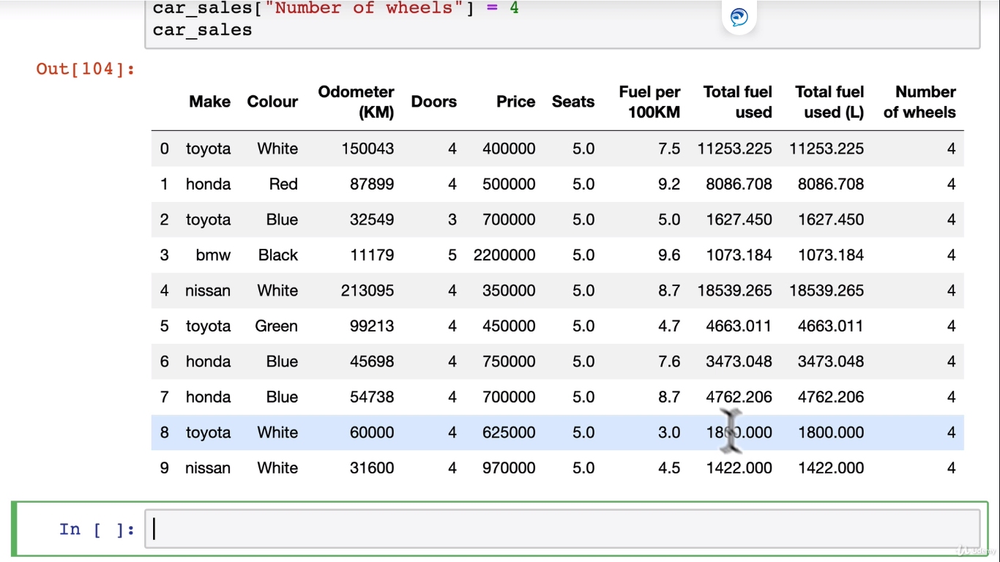 car_sales["Number of wheels"] = 4
car_sales
Out[104]:
Make Colour Odometer (KM) Doors Price Seats Fuel per 100KM Total fuel used Total fuel used (L) Number of wheels
0 toyota White 150043 4 400000 5.0 7.5 11253.225 11253.225 4
1 honda Red 87899 4 500000 5.0 9.2 8086.708 8086.708 4
2 toyota Blue 32549 3 700000 5.0 5.0 1627.450 1627.450 4
3 bmw Black 11179 5 2200000 5.0 9.6 1073.184 1073.184 4
4 nissan White 213095 4 350000 5.0 8.7 18539.265 18539.265 4
5 toyota Green 99213 4 450000 5.0 4.7 4663.011 4663.011 4
6 honda Blue 45698 4 750000 5.0 7.6 3473.048 3473.048 4
7 honda Blue 54738 4 700000 5.0 8.7 4762.206 4762.206 4
8 toyota White 60000 4 625000 5.0 3.0 1800.000 1800.000 4
9 nissan White 31600 4 970000 5.0 4.5 1422.000 1422.000 4
In [ ]:
Udemy